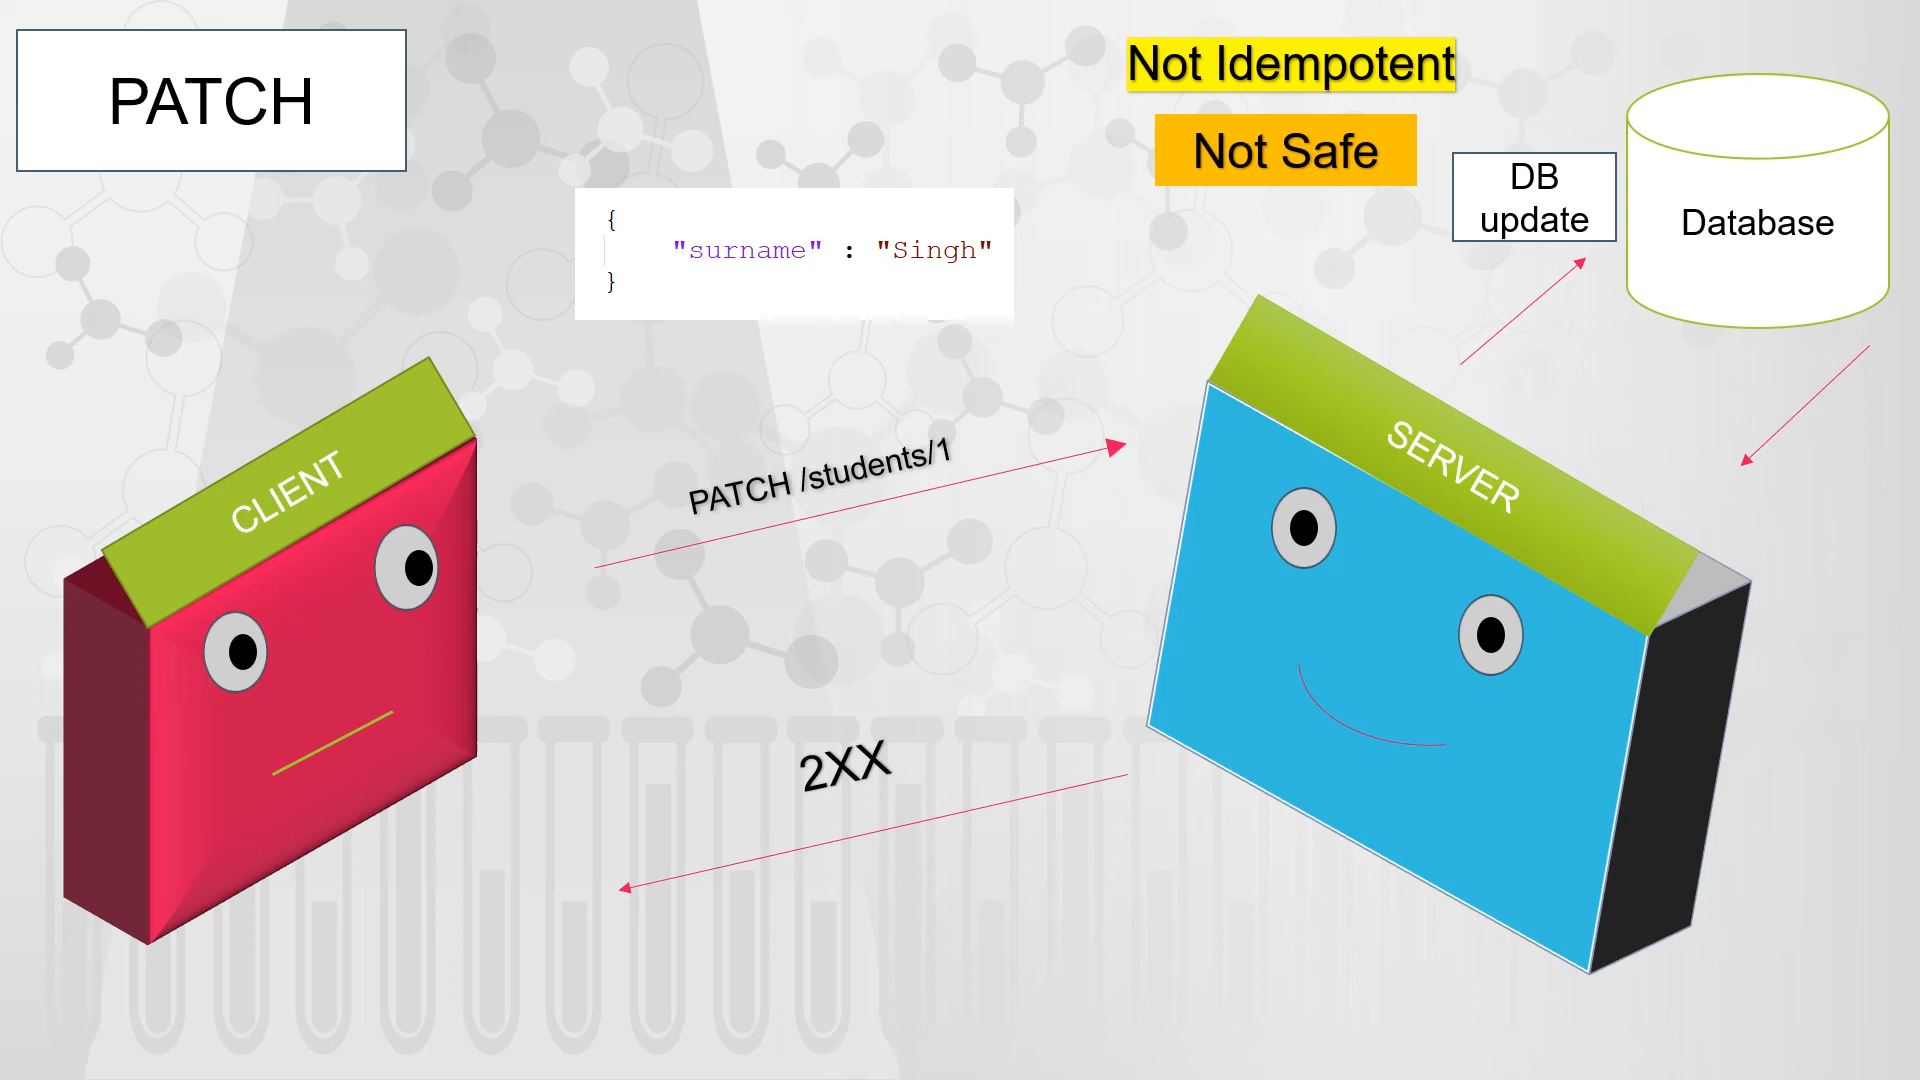 PATCH
Not Idempotent
Not Safe
DB
update
Database
{
"surname" : "Singh"
}
CLIENT
PATCH /students/1
SERVER
2XX